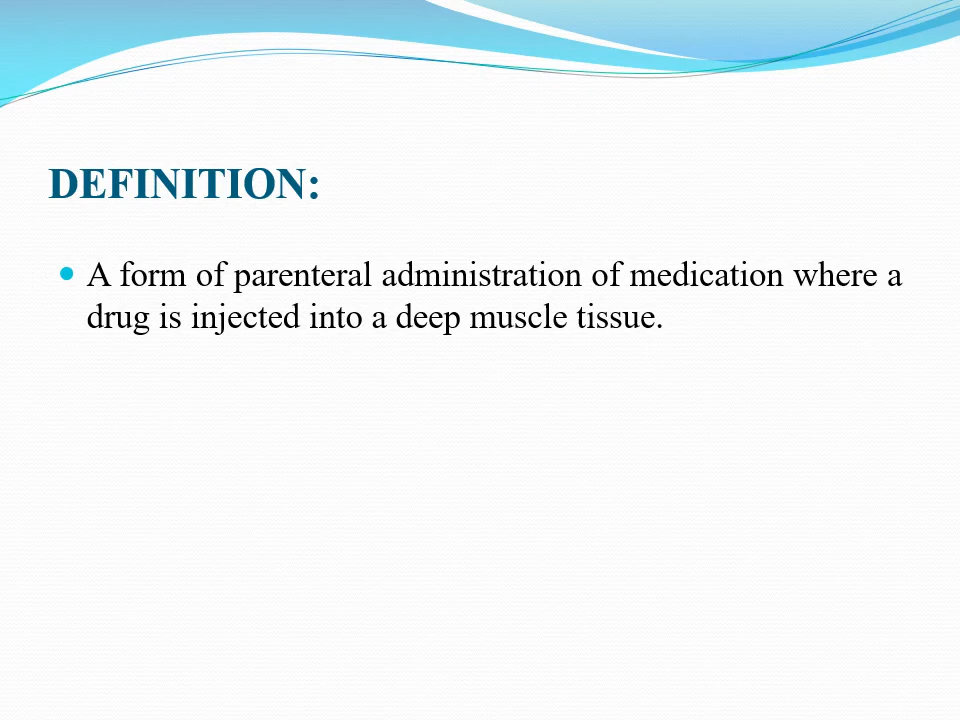 DEFINITION:
A form of parenteral administration of medication where a
drug is injected into a deep muscle tissue.